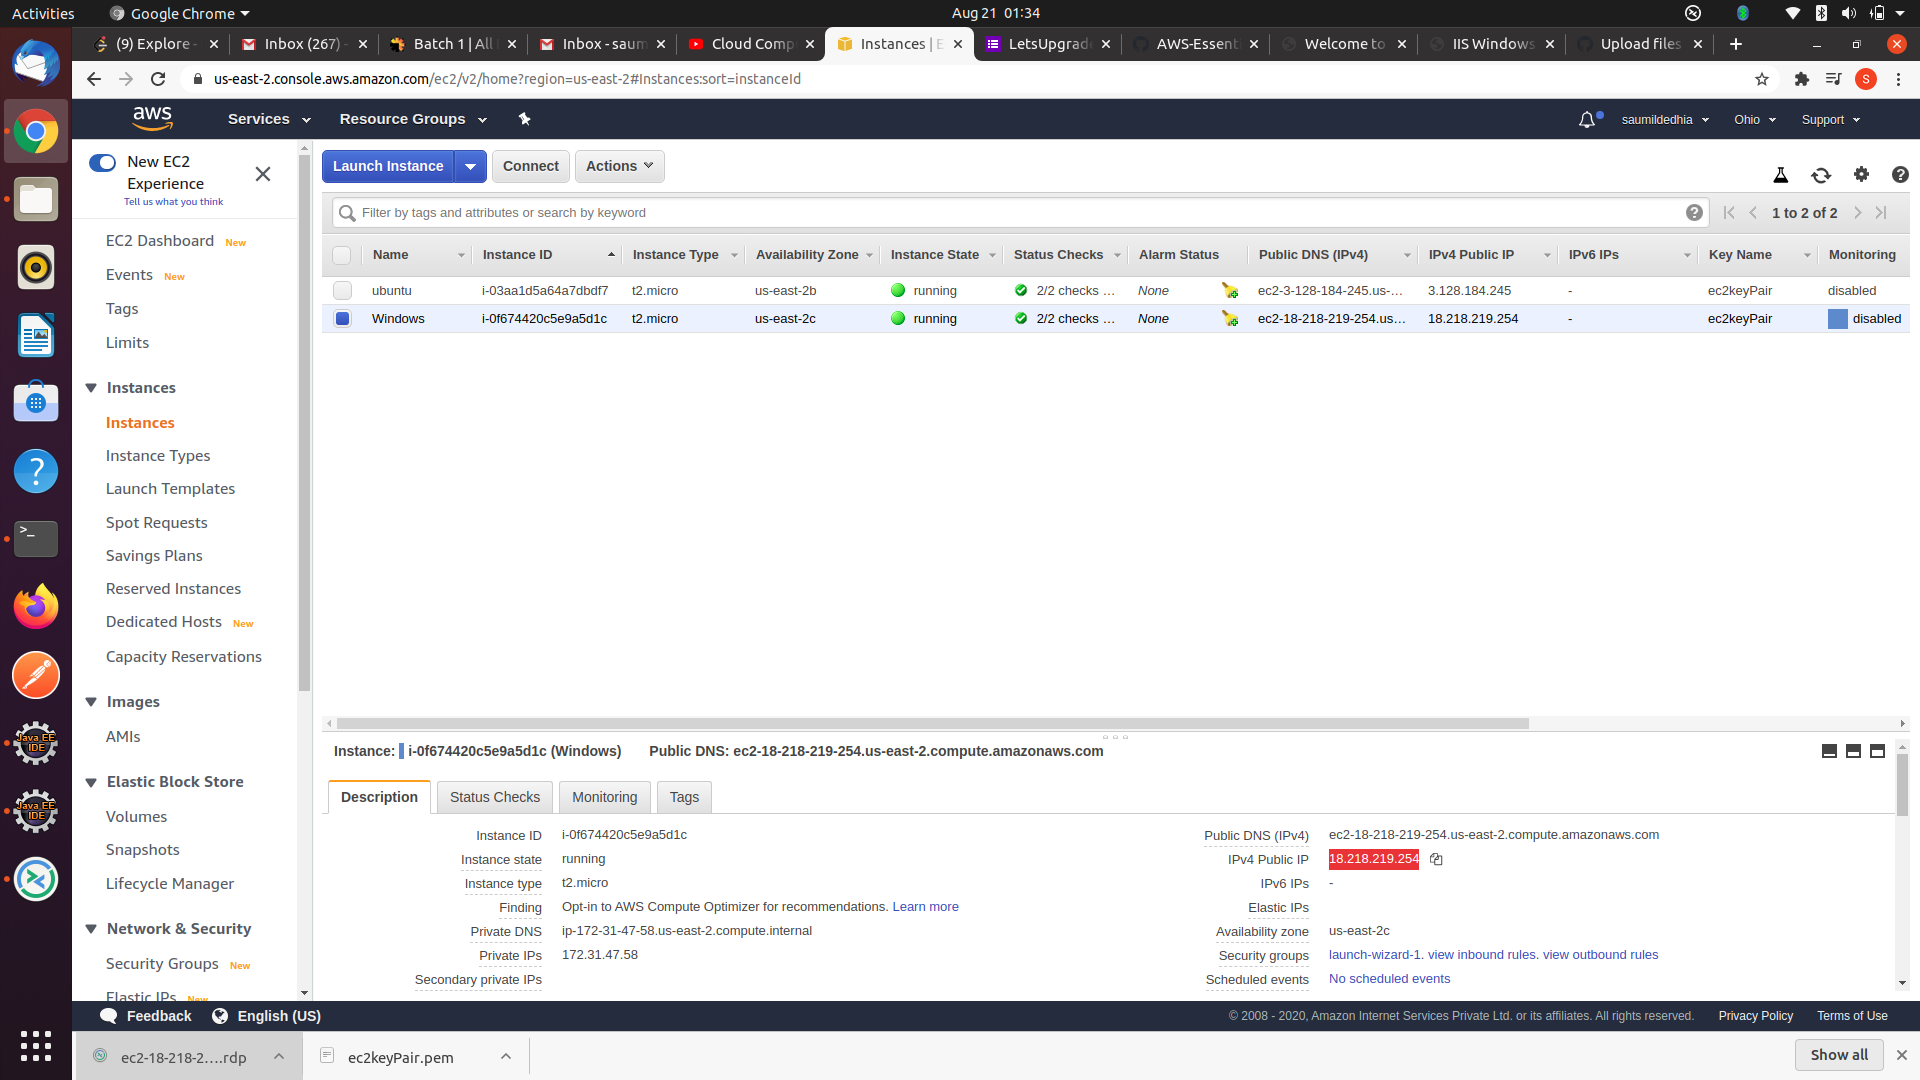 Activities Google Chrome Aug 21 01:34
(9) Explore - Inbox (267) - Batch 1 | All Inbox - saum Cloud Comp Instances | E LetsUpgrad AWS-Essent Welcome to IIS Windows Upload files
us-east-2.console.aws.amazon.com/ec2/v2/home?region=us-east-2#Instances:sort=instanceId
S
aws Services Resource Groups saumildedhia Ohio Support
New EC2
Experience
Tell us what you think
EC2 Dashboard New
Events New
Tags
Limits
Instances
Instances
Instance Types
Launch Templates
Spot Requests
Savings Plans
Reserved Instances
Dedicated Hosts New
Capacity Reservations
Images
AMIs
Elastic Block Store
Volumes
Snapshots
Lifecycle Manager
Network & Security
Security Groups New
Elastic IPs New
Launch Instance Connect Actions
Filter by tags and attributes or search by keyword 1 to 2 of 2
Name Instance ID Instance Type Availability Zone Instance State Status Checks Alarm Status Public DNS (IPv4) IPv4 Public IP IPv6 IPs Key Name Monitoring
ubuntu i-03aa1d5a64a7dbdf7 t2.micro us-east-2b running 2/2 checks ... None ec2-3-128-184-245.us-... 3.128.184.245 - ec2keyPair disabled
Windows i-0f674420c5e9a5d1c t2.micro us-east-2c running 2/2 checks ... None ec2-18-218-219-254.us... 18.218.219.254 - ec2keyPair disabled
Instance: i-0f674420c5e9a5d1c (Windows) Public DNS: ec2-18-218-219-254.us-east-2.compute.amazonaws.com
Description Status Checks Monitoring Tags
Instance ID i-0f674420c5e9a5d1c
Instance state running
Instance type t2.micro
Finding Opt-in to AWS Compute Optimizer for recommendations. Learn more
Private DNS ip-172-31-47-58.us-east-2.compute.internal
Private IPs 172.31.47.58
Secondary private IPs
Public DNS (IPv4) ec2-18-218-219-254.us-east-2.compute.amazonaws.com
IPv4 Public IP 18.218.219.254
IPv6 IPs -
Elastic IPs
Availability zone us-east-2c
Security groups launch-wizard-1. view inbound rules. view outbound rules
Scheduled events No scheduled events
Java EE
IDE
Java EE
IDE
Feedback English (US) © 2008 - 2020, Amazon Internet Services Private Ltd. or its affiliates. All rights reserved. Privacy Policy Terms of Use
ec2-18-218-2....rdp ec2keyPair.pem Show all